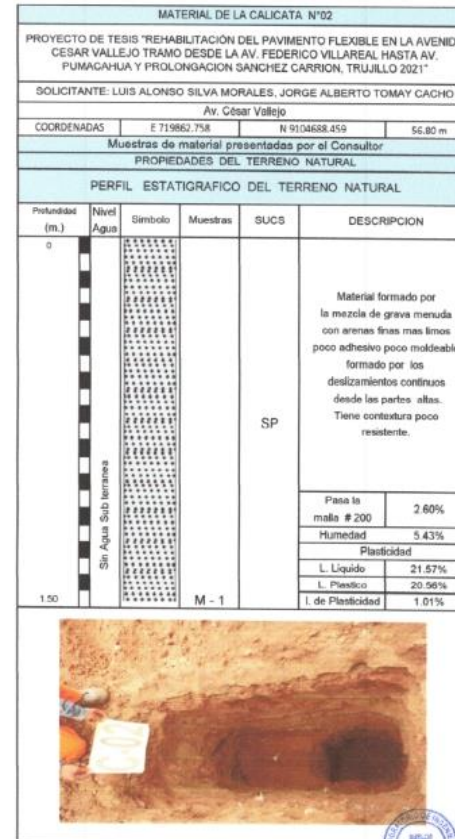 MATERIAL DE LA CALICATA N°02
PROYECTO DE TESIS "REHABILITACIÓN DEL PAVIMENTO FLEXIBLE EN LA AVENID
CESAR VALLEJO TRAMO DESDE LA AV. FEDERICO VILLAREAL HASTA AV.
PUMACAHUA Y PROLONGACION SANCHEZ CARRION, TRUJILLO 2021"
SOLICITANTE: LUIS ALONSO SILVA MORALES, JORGE ALBERTO TOMAY CACHO
Av. César Vallejo
COORDENADAS E 719862.758 N 9104688.459 56.80 m
Muestras de material presentadas por el Consultor
PROPIEDADES DEL TERRENO NATURAL
PERFIL ESTATIGRAFICO DEL TERRENO NATURAL
Profundidad (m.) Nivel Agua Simbolo Muestras SUCS DESCRIPCION
0
Material formado por
la mezcla de grava menuda
con arenas finas mas limos
poco adhesivo poco moldeable
formado por los
deslizamientos continuos
desde las partes altas.
Tiene contextura poco
resistente.
SP
Sin Agua Sub terranea
Pasa la malla # 200 2.60%
Humedad 5.43%
Plasticidad
L. Liquido 21.57%
L. Plastico 20.56%
I. de Plasticidad 1.01%
1.50 M - 1